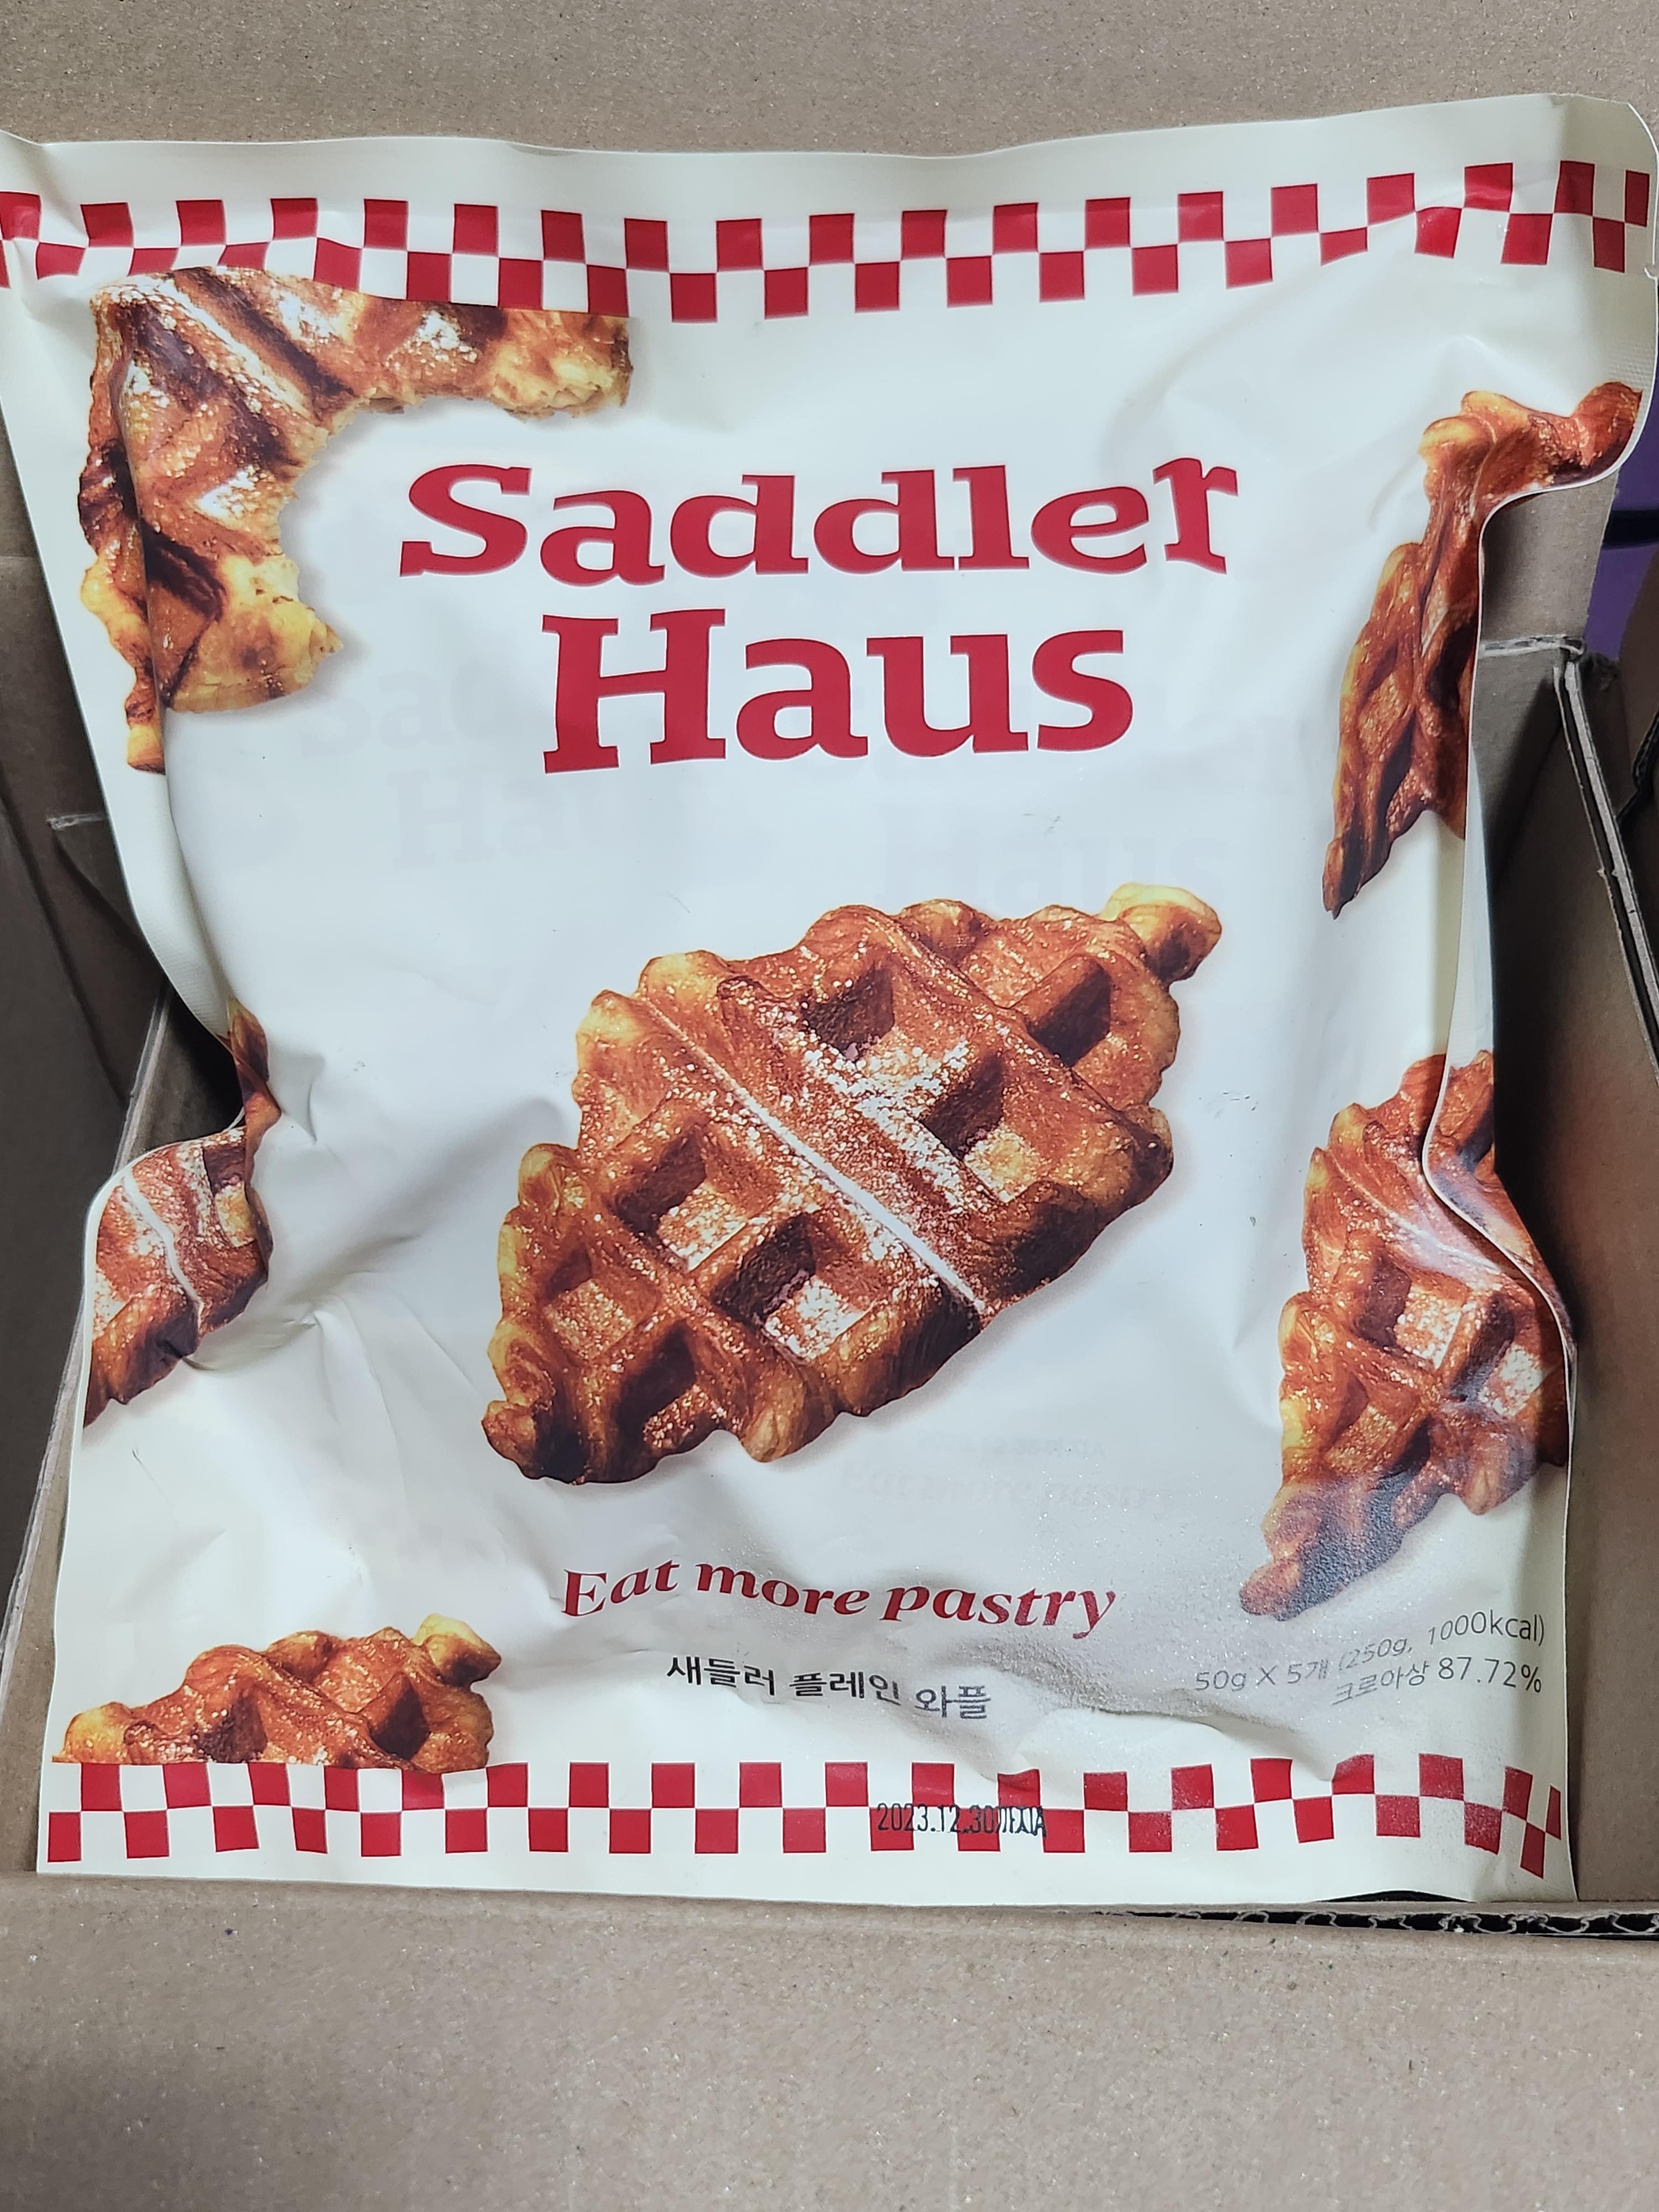 Saddler
Haus
Eat more pastry
새들러 플레인 와플
50g X 5개 (250g, 1000kcal)
크로아상 87.72%
2023.12.30까지A